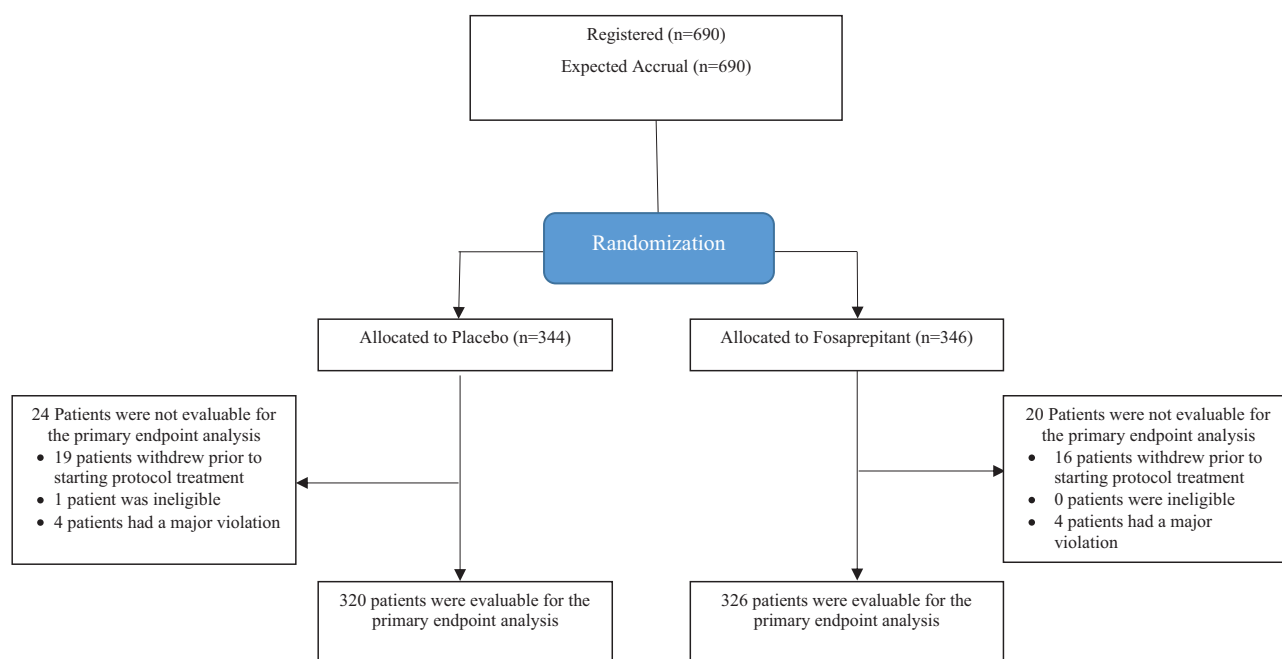 Registered (n=690)
Expected Accrual (n=690)
Randomization
Allocated to Placebo (n=344)
Allocated to Fosaprepitant (n=346)
24 Patients were not evaluable for
the primary endpoint analysis
• 19 patients withdrew prior to
starting protocol treatment
• 1 patient was ineligible
• 4 patients had a major violation
20 Patients were not evaluable for
the primary endpoint analysis
• 16 patients withdrew prior to
starting protocol treatment
• 0 patients were ineligible
• 4 patients had a major
violation
320 patients were evaluable for the
primary endpoint analysis
326 patients were evaluable for the
primary endpoint analysis